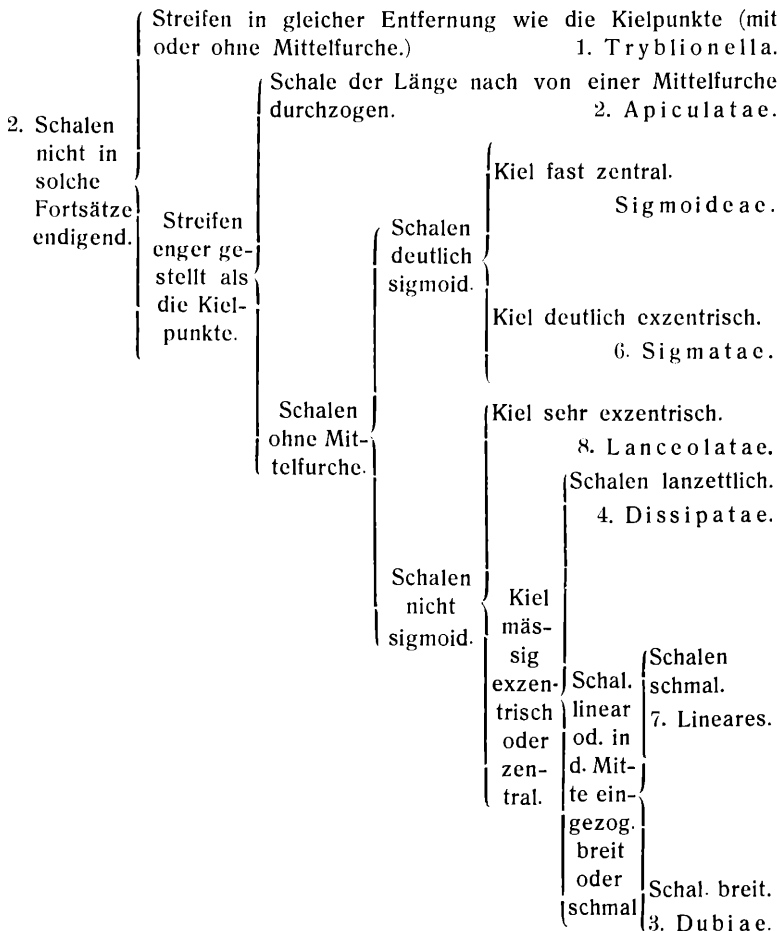 Streifen in gleicher Entfernung wie die Kielpunkte (mit
oder ohne Mittelfurche.) 1. Tryblionella.
Schale der Länge nach von einer Mittelfurche
durchzogen. 2. Apiculatae.
2. Schalen
nicht in
solche
Fortsätze
endigend.
Streifen
enger ge-
stellt als
die Kiel-
punkte.
Kiel fast zentral.
Sigmoideae.
Schalen
deutlich
sigmoid.
Kiel deutlich exzentrisch.
6. Sigmatae.
Schalen
ohne Mit-
telfurche.
Kiel sehr exzentrisch.
8. Lanceolatae.
Schalen lanzettlich.
4. Dissipatae.
Schalen
nicht
sigmoid.
Kiel
mäs-
sig
exzen-
trisch
oder
zen-
tral.
Schal.
linear
od. in
d. Mit-
te ein-
gezog.
breit
oder
schmal
Schalen
schmal.
7. Lineares.
Schal. breit.
3. Dubiae.